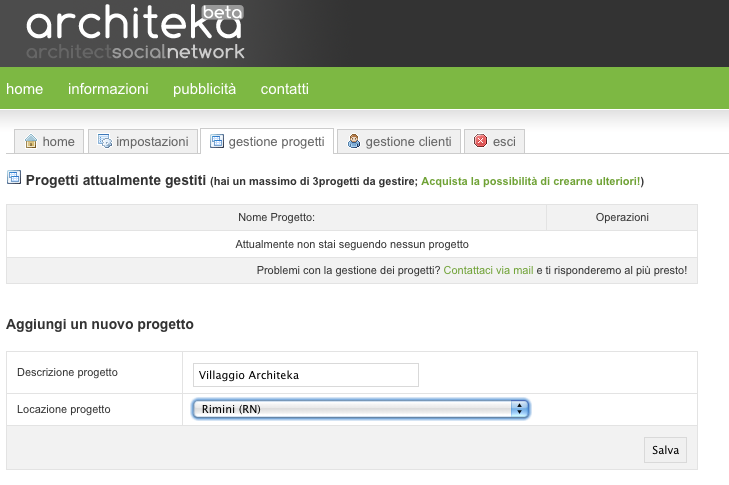 architeka beta
architectsocialnetwork
home informazioni pubblicità contatti
home impostazioni gestione progetti gestione clienti esci
Progetti attualmente gestiti (hai un massimo di 3progetti da gestire; Acquista la possibilità di crearne ulteriori!)
Nome Progetto: Operazioni
Attualmente non stai seguendo nessun progetto
Problemi con la gestione dei progetti? Contattaci via mail e ti risponderemo al più presto!
Aggiungi un nuovo progetto
Descrizione progetto Villaggio Architeka
Locazione progetto Rimini (RN)
Salva